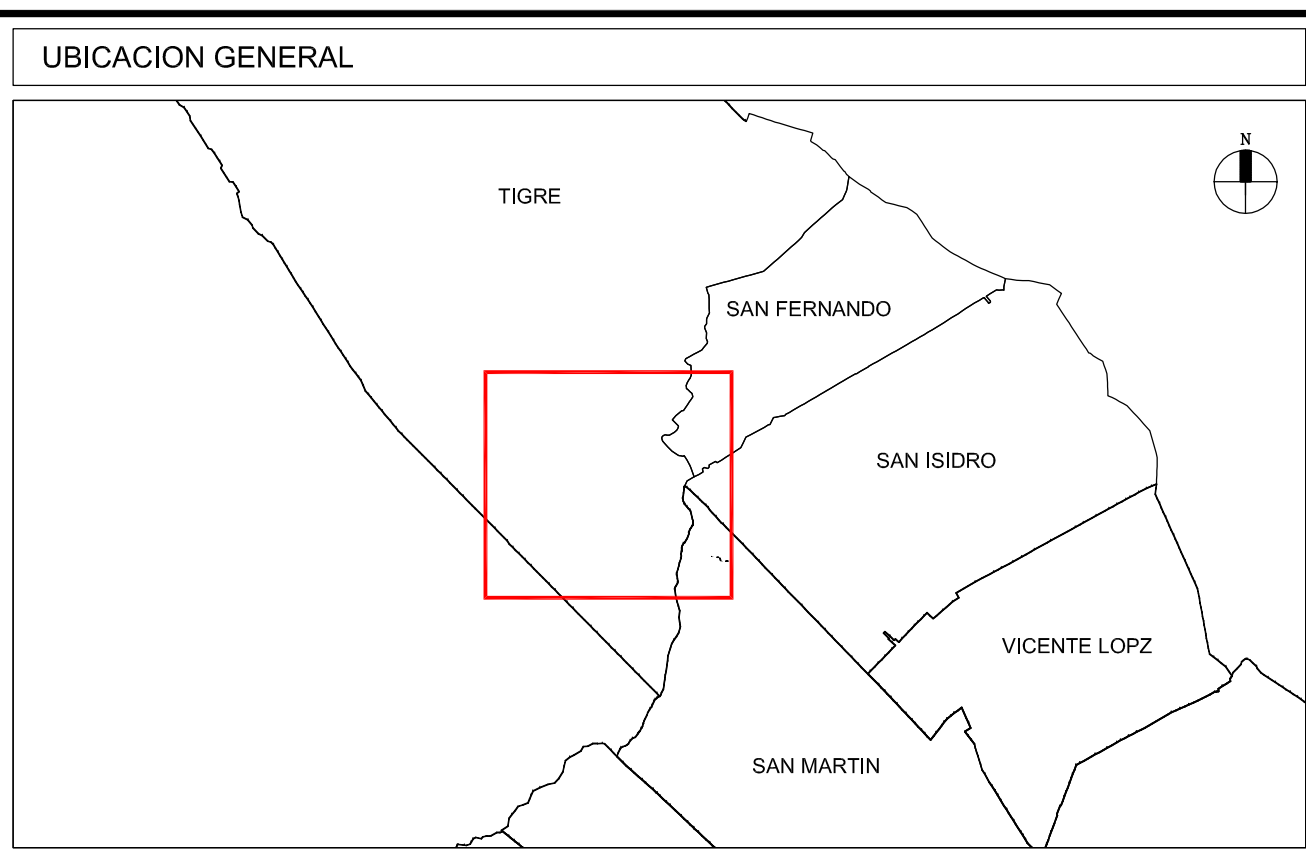 UBICACION GENERAL
N
TIGRE
SAN FERNANDO
SAN ISIDRO
VICENTE LOPZ
SAN MARTIN